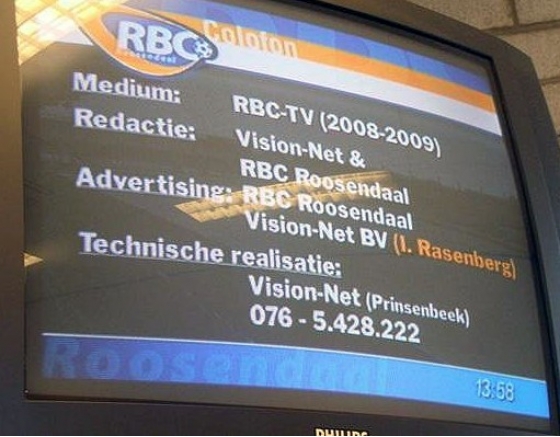 RBC
Roosendaal
Colofon
Medium: RBC-TV (2008-2009)
Redactie: Vision-Net &
RBC Roosendaal
Advertising: RBC Roosendaal
Vision-Net BV (I. Rasenberg)
Technische realisatie:
Vision-Net (Prinsenbeek)
076 - 5.428.222
Roosendaal
13:58
PHILIPS